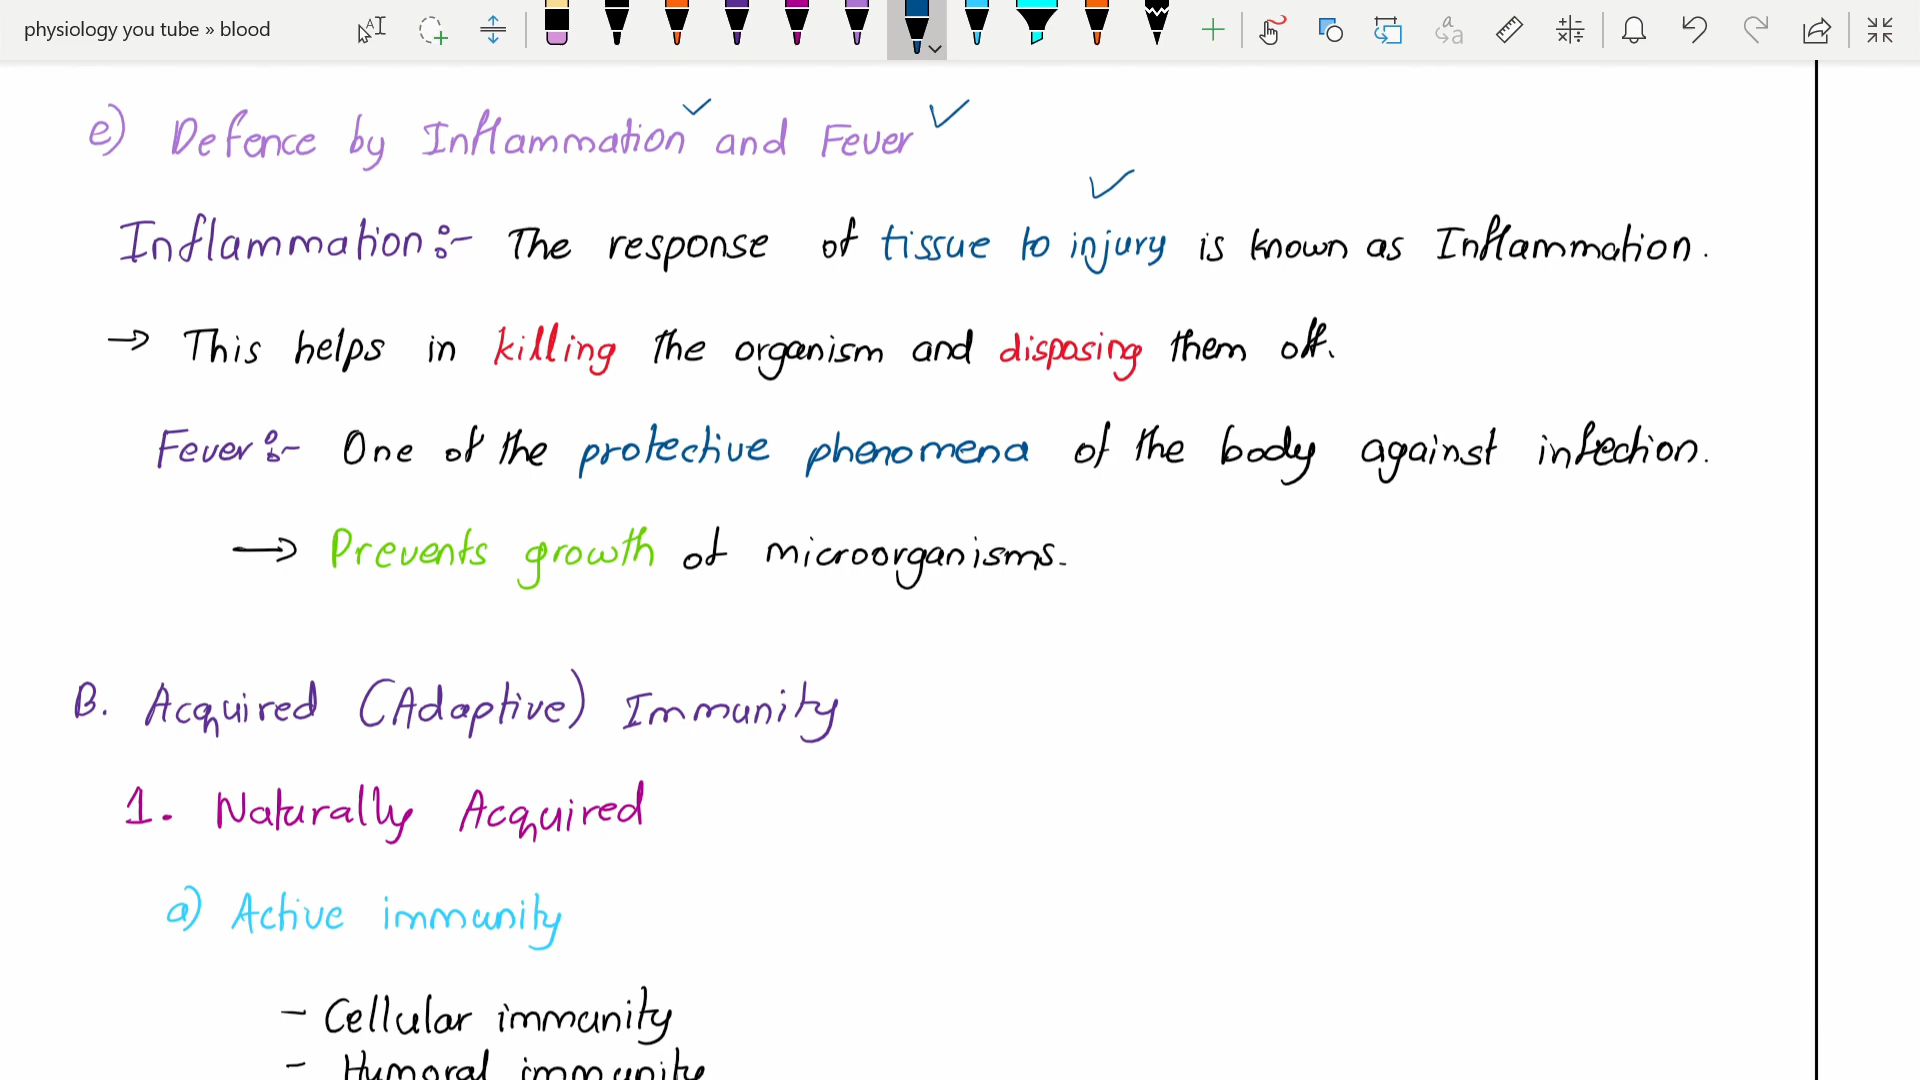 physiology you tube » blood
e) Defence by Inflammation and Fever
Inflammation :- The response of tissue to injury is known as Inflammation.
→ This helps in killing the organism and disposing them off.
Fever :- One of the protective phenomena of the body against infection.
→ Prevents growth of microorganisms.
B. Acquired (Adaptive) Immunity
1. Naturally Acquired
a) Active immunity
- Cellular immunity
- Humoral immunity